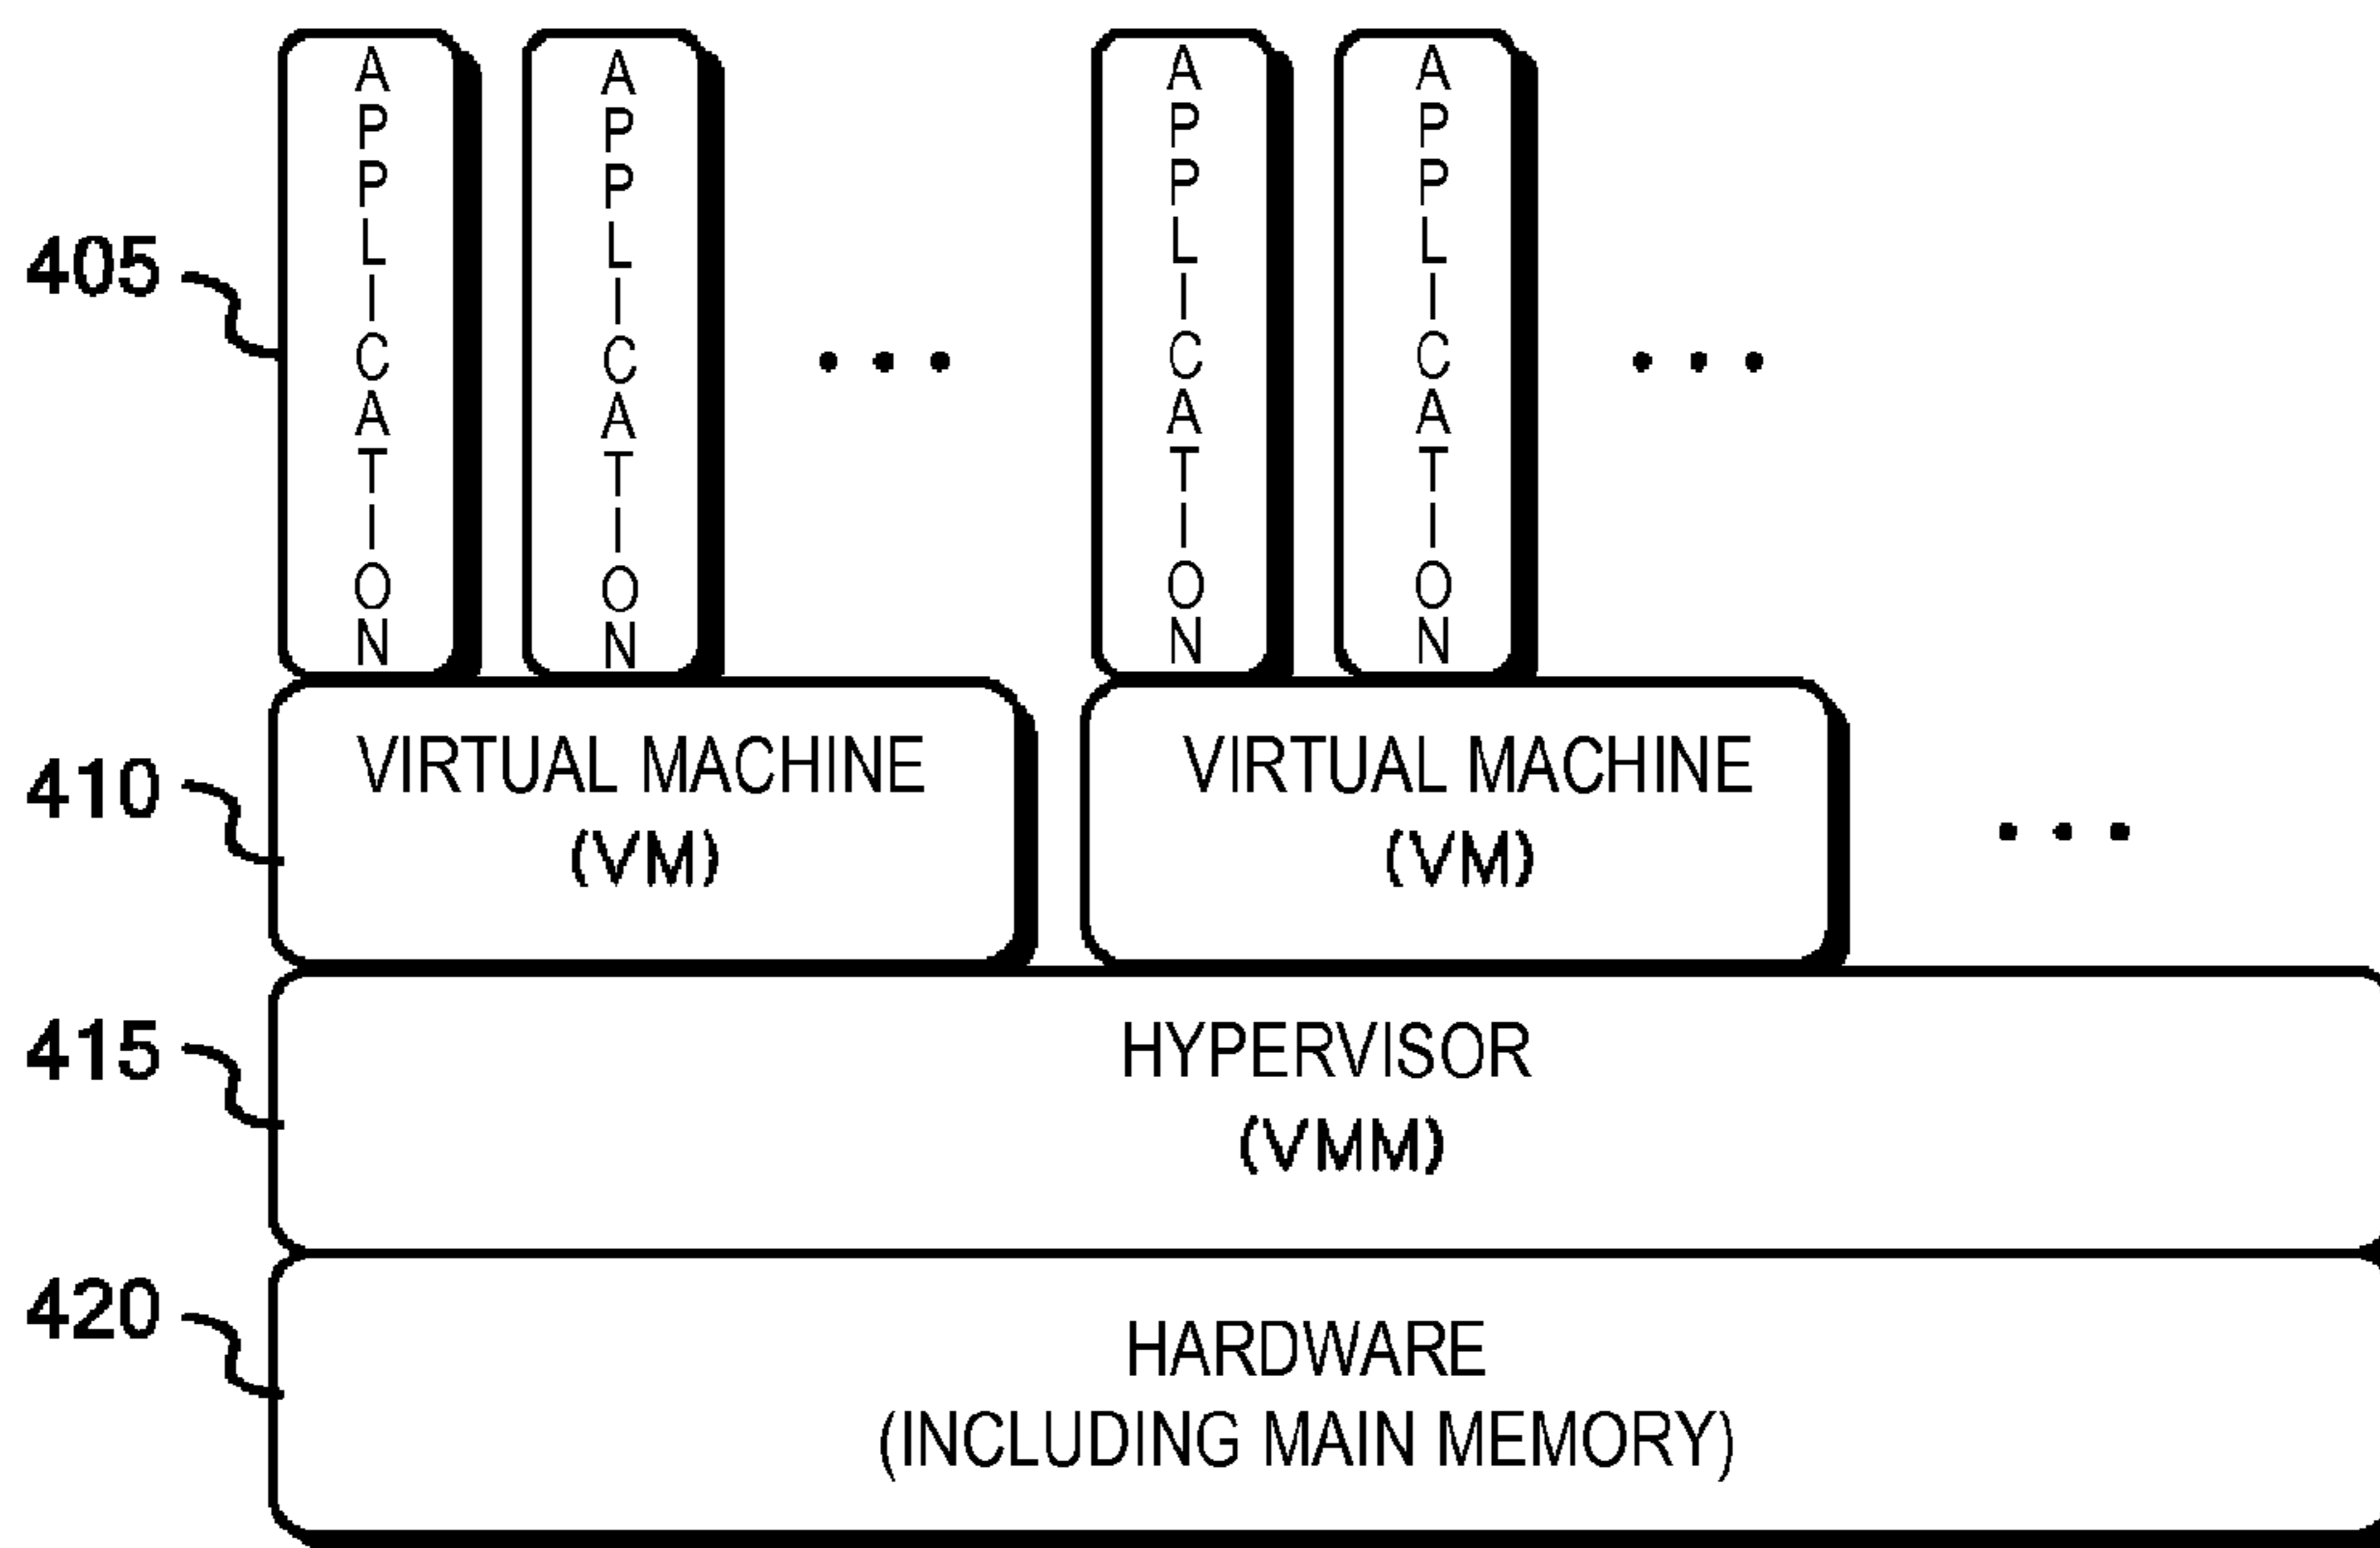 APPLICATION
APPLICATION
. . .
APPLICATION
APPLICATION
. . .
405
VIRTUAL MACHINE
(VM)
VIRTUAL MACHINE
(VM)
. . .
410
HYPERVISOR
(VMM)
415
HARDWARE
(INCLUDING MAIN MEMORY)
420